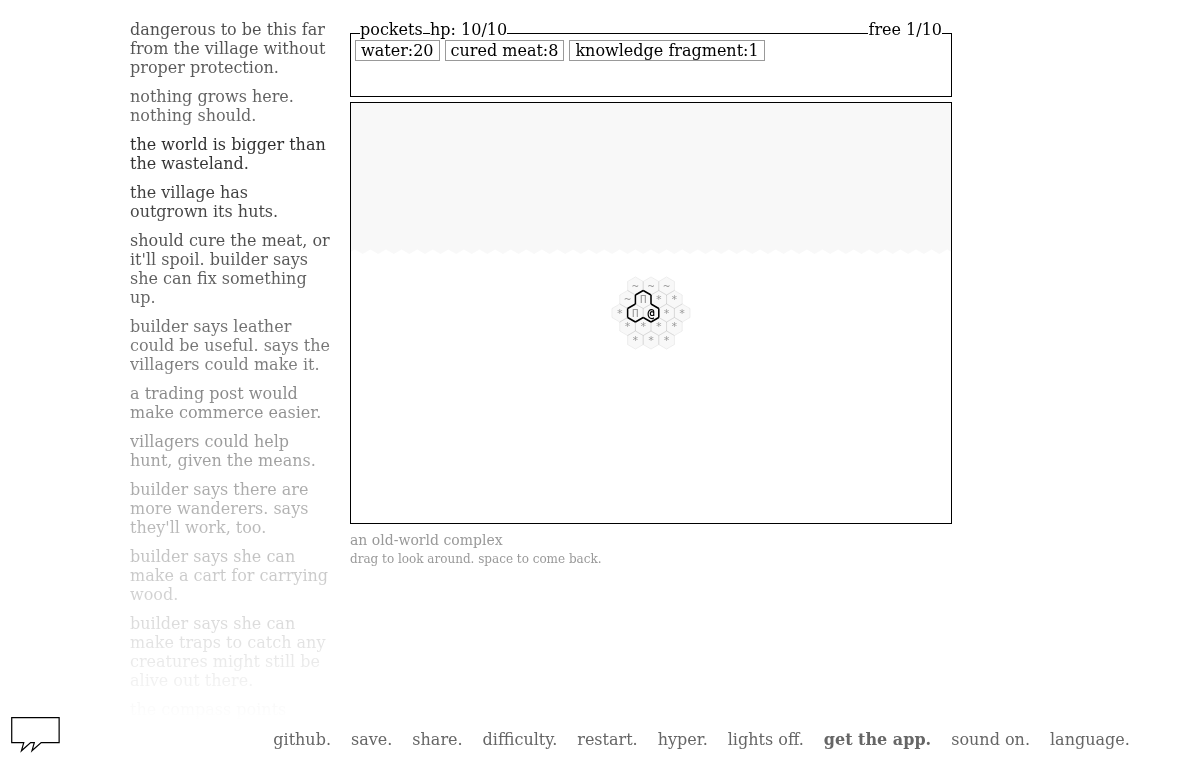 dangerous to be this far
from the village without
proper protection.
nothing grows here.
nothing should.
the world is bigger than
the wasteland.
the village has
outgrown its huts.
should cure the meat, or
it'll spoil. builder says
she can fix something
up.
builder says leather
could be useful. says the
villagers could make it.
a trading post would
make commerce easier.
villagers could help
hunt, given the means.
builder says there are
more wanderers. says
they'll work, too.
builder says she can
make a cart for carrying
wood.
builder says she can
make traps to catch any
creatures might still be
alive out there.
the compass points
pockets hp: 10/10 free 1/10
water:20 cured meat:8 knowledge fragment:1
~ ~ ~
~ Π * *
* Π @ * *
* * * *
* * *
an old-world complex
drag to look around. space to come back.
github. save. share. difficulty. restart. hyper. lights off. get the app. sound on. language.